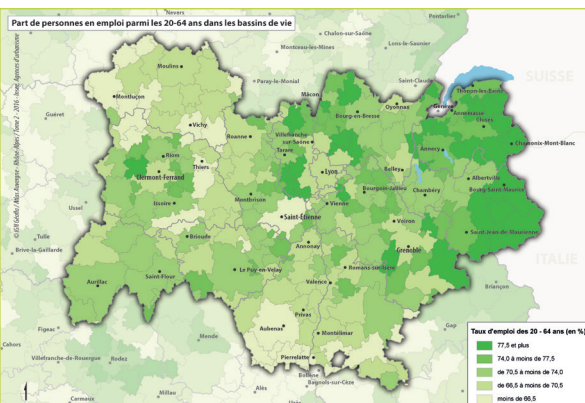 Part de personnes en emploi parmi les 20-64 ans dans les bassins de vie
Nevers
Pontarlier
Chalon-sur-Saône
Lons-le-Saunier
Montceau-les-Mines
Moulins
Paray-le-Monial
Saint-Claude
SUISSE
Mâcon
Thonon-les-Bains
Montluçon
Genève
Oyonnax
Annemasse
Guéret
Bourg-en-Bresse
Cluses
Vichy
Roanne
Villefranche-
sur-Saône
Chamonix-Mont-Blanc
Tarare
Annecy
Riom
Thiers
Clermont-Ferrand
Lyon
Belley
Albertville
Bourgoin-Jallieu
Chambéry
Bourg-Saint-Maurice
Ussel
Issoire
Montbrison
Vienne
Saint-Étienne
Voiron
Saint-Jean-de-Maurienne
Tulle
Brioude
Annonay
Grenoble
Brive-la-Gaillarde
ITALIE
Saint-Flour
Le Puy-en-Velay
Romans-sur-Isère
Aurillac
Valence
Briançon
Privas
Figeac
Aubenas
Montélimar
Gap
Cahors
Mende
Villefranche-de-Rouergue
Rodez
Pierrelatte
Bollène
Bagnols-sur-Cèze
Alès
Millau
Carmaux
Taux d'emploi des 20 - 64 ans (en %)
77,5 et plus
74,0 à moins de 77,5
de 70,5 à moins de 74,0
de 66,5 à moins de 70,5
moins de 66,5